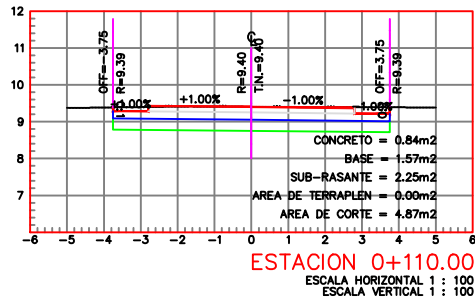 12
11
10
9
8
7
OFF=-3.75
R=9.39
R=9.40
T.N.=9.40
OFF=3.75
R=9.39
+1.00%
+1.00%
-1.00%
-1.00%
CONCRETO = 0.84m2
BASE = 1.57m2
SUB-RASANTE = 2.25m2
AREA DE TERRAPLEN = 0.00m2
AREA DE CORTE = 4.87m2
-6 -5 -4 -3 -2 -1 0 1 2 3 4 5 6
ESTACION 0+110.00
ESCALA HORIZONTAL 1 : 100
ESCALA VERTICAL 1 : 100